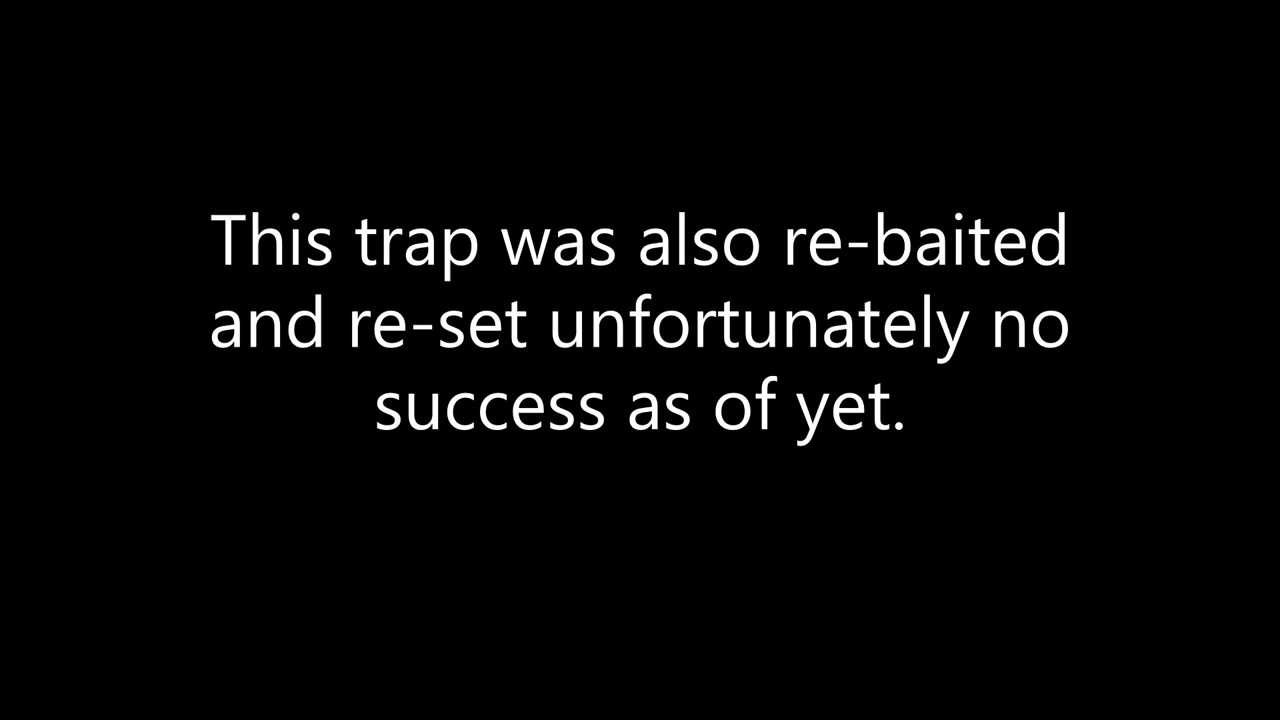 This trap was also re-baited
and re-set unfortunately no
success as of yet.